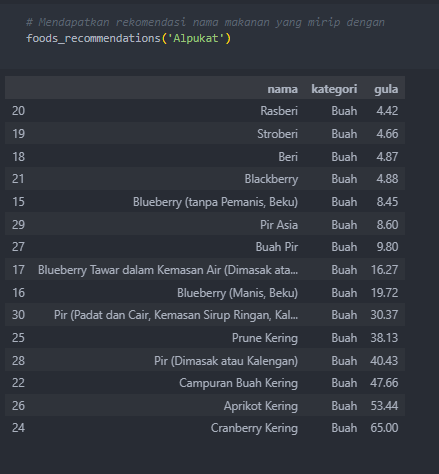 # Mendapatkan rekomendasi nama makanan yang mirip dengan
foods_recommendations('Alpukat')
nama kategori gula
20 Rasberi Buah 4.42
19 Stroberi Buah 4.66
18 Beri Buah 4.87
21 Blackberry Buah 4.88
15 Blueberry (tanpa Pemanis, Beku) Buah 8.45
29 Pir Asia Buah 8.60
27 Buah Pir Buah 9.80
17 Blueberry Tawar dalam Kemasan Air (Dimasak ata... Buah 16.27
16 Blueberry (Manis, Beku) Buah 19.72
30 Pir (Padat dan Cair, Kemasan Sirup Ringan, Kal... Buah 30.37
25 Prune Kering Buah 38.13
28 Pir (Dimasak atau Kalengan) Buah 40.43
22 Campuran Buah Kering Buah 47.66
26 Aprikot Kering Buah 53.44
24 Cranberry Kering Buah 65.00